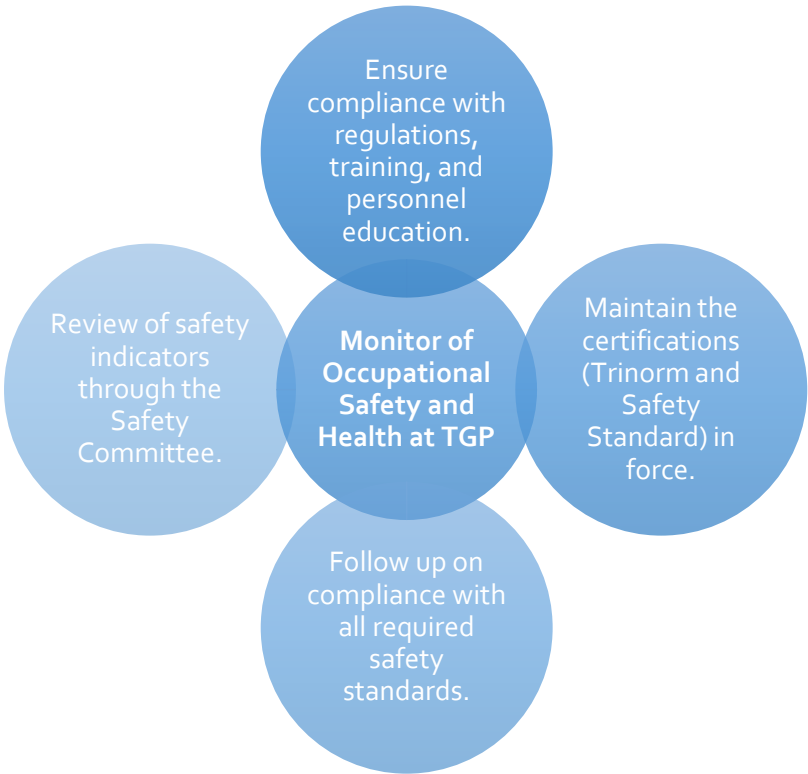 Ensure
compliance with
regulations,
training, and
personnel
education.
Review of safety
indicators
through the
Safety
Committee.
Monitor of
Occupational
Safety and
Health at TGP
Maintain the
certifications
(Trinorm and
Safety
Standard) in
force.
Follow up on
compliance with
all required
safety
standards.